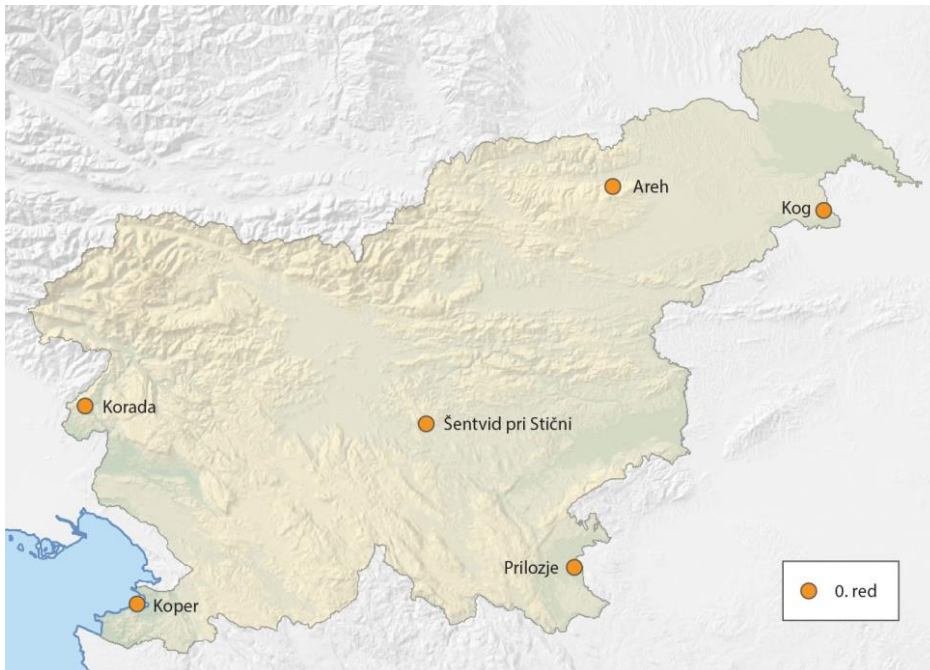 Areh
Kog
Korada
Šentvid pri Stični
Prilozje
Koper
0. red